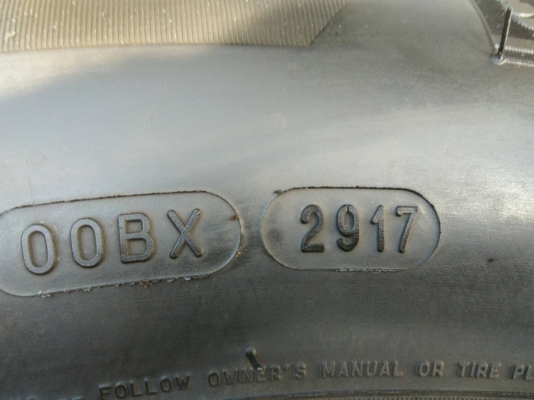 00BX 2917
FOLLOW OWNER'S MANUAL OR TIRE